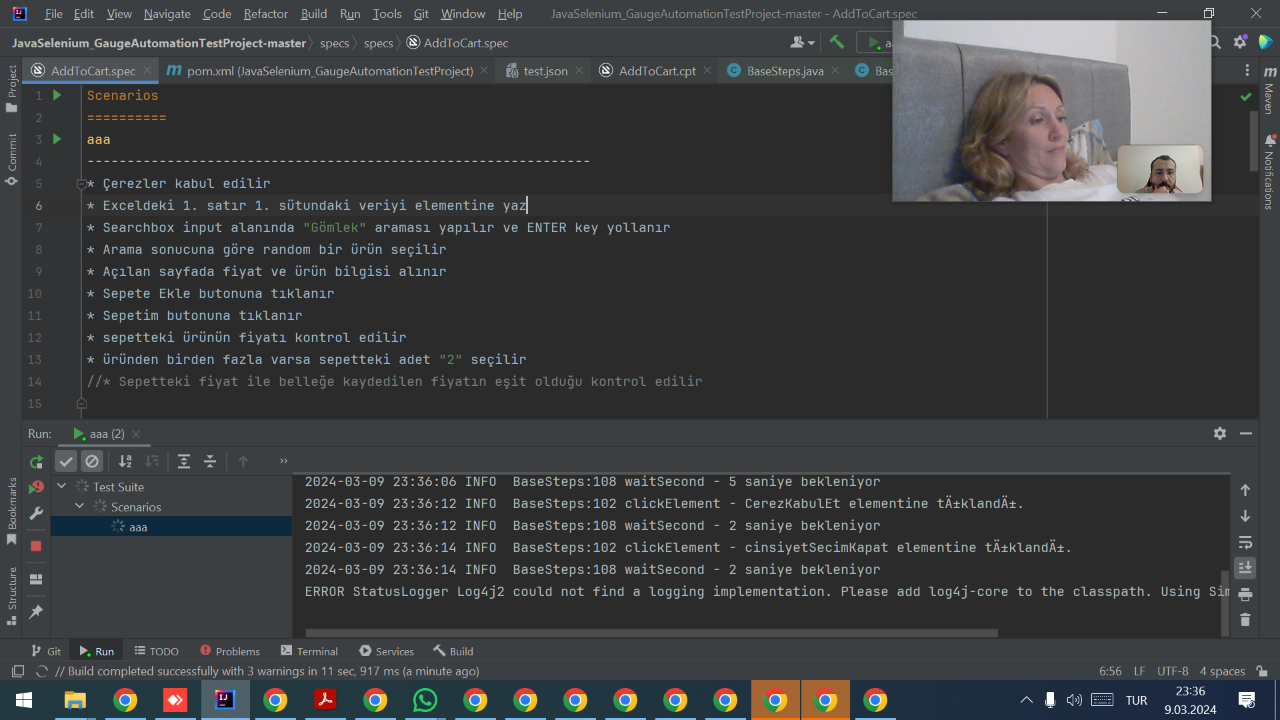 File Edit View Navigate Code Refactor Build Run Tools Git Window Help JavaSelenium_GaugeAutomationTestProject-master - AddToCart.spec
JavaSelenium_GaugeAutomationTestProject-master specs specs AddToCart.spec
AddToCart.spec pom.xml (JavaSelenium_GaugeAutomationTestProject) test.json AddToCart.cpt BaseSteps.java
Project
Commit
Bookmarks
Structure
Maven
Notifications
1 Scenarios
2 ==========
3 aaa
4 ---------------------------------------------------------------
5 * Çerezler kabul edilir
6 * Exceldeki 1. satır 1. sütundaki veriyi elementine yaz
7 * Searchbox input alanında "Gömlek" araması yapılır ve ENTER key yollanır
8 * Arama sonucuna göre random bir ürün seçilir
9 * Açılan sayfada fiyat ve ürün bilgisi alınır
10 * Sepete Ekle butonuna tıklanır
11 * Sepetim butonuna tıklanır
12 * sepetteki ürünün fiyatı kontrol edilir
13 * üründen birden fazla varsa sepetteki adet "2" seçilir
14 //* Sepetteki fiyat ile belleğe kaydedilen fiyatın eşit olduğu kontrol edilir
15
Run: aaa (2)
Test Suite
Scenarios
aaa
2024-03-09 23:36:06 INFO BaseSteps:108 waitSecond - 5 saniye bekleniyor
2024-03-09 23:36:12 INFO BaseSteps:102 clickElement - CerezKabulEt elementine tÄ±klandÄ±.
2024-03-09 23:36:12 INFO BaseSteps:108 waitSecond - 2 saniye bekleniyor
2024-03-09 23:36:14 INFO BaseSteps:102 clickElement - cinsiyetSecimKapat elementine tÄ±klandÄ±.
2024-03-09 23:36:14 INFO BaseSteps:108 waitSecond - 2 saniye bekleniyor
ERROR StatusLogger Log4j2 could not find a logging implementation. Please add log4j-core to the classpath. Using Sim
Git Run TODO Problems Terminal Services Build
// Build completed successfully with 3 warnings in 11 sec, 917 ms (a minute ago) 6:56 LF UTF-8 4 spaces
TUR 23:36
9.03.2024